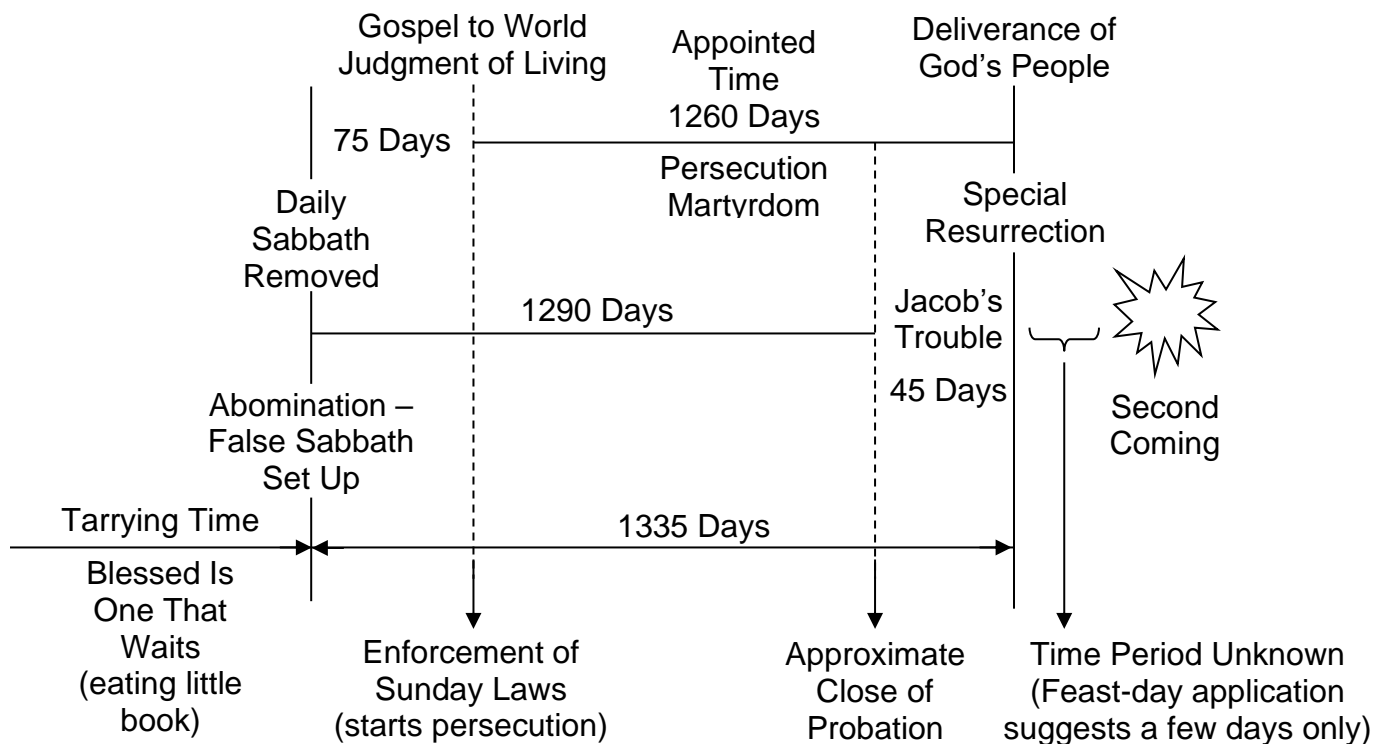 Gospel to World
Judgment of Living
Appointed
Time
1260 Days
Deliverance of
God’s People
75 Days
Persecution
Martyrdom
Daily
Sabbath
Removed
Special
Resurrection
1290 Days
Jacob’s
Trouble
45 Days
Abomination –
False Sabbath
Set Up
Second
Coming
Tarrying Time
1335 Days
Blessed Is
One That
Waits
(eating little
book)
Enforcement of
Sunday Laws
(starts persecution)
Approximate
Close of
Probation
Time Period Unknown
(Feast-day application
suggests a few days only)